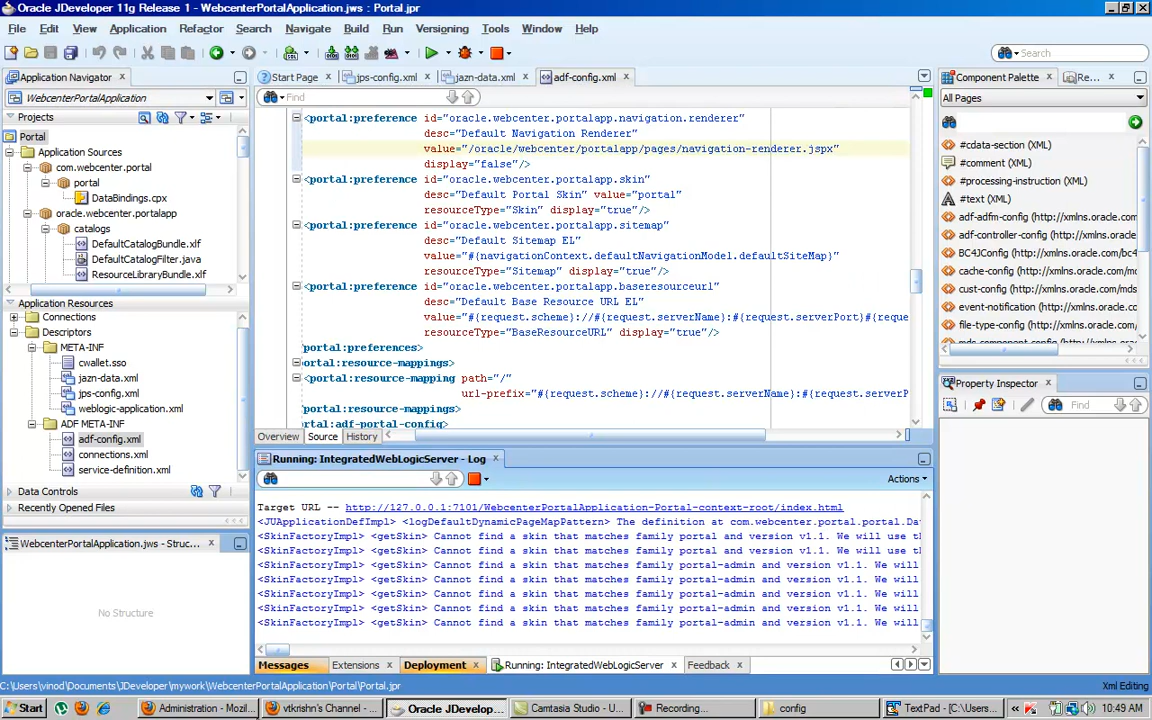 Oracle JDeveloper 11g Release 1 - WebcenterPortalApplication.jws : Portal.jpr
File Edit View Application Refactor Search Navigate Build Run Versioning Tools Window Help
Search
Application Navigator
WebcenterPortalApplication
Projects
Portal
Application Sources
com.webcenter.portal
portal
DataBindings.cpx
oracle.webcenter.portalapp
catalogs
DefaultCatalogBundle.xlf
DefaultCatalogFilter.java
ResourceLibraryBundle.xlf
Application Resources
Connections
Descriptors
META-INF
cwallet.sso
jazn-data.xml
jps-config.xml
weblogic-application.xml
ADF META-INF
adf-config.xml
connections.xml
service-definition.xml
Data Controls
Recently Opened Files
WebcenterPortalApplication.jws - Struc...
No Structure
Start Page jps-config.xml jazn-data.xml adf-config.xml
Find
<portal:preference id="oracle.webcenter.portalapp.navigation.renderer"
desc="Default Navigation Renderer"
value="/oracle/webcenter/portalapp/pages/navigation-renderer.jspx"
display="false"/>
<portal:preference id="oracle.webcenter.portalapp.skin"
desc="Default Portal Skin" value="portal"
resourceType="Skin" display="true"/>
<portal:preference id="oracle.webcenter.portalapp.sitemap"
desc="Default Sitemap EL"
value="#{navigationContext.defaultNavigationModel.defaultSiteMap}"
resourceType="Sitemap" display="true"/>
<portal:preference id="oracle.webcenter.portalapp.baseresourceurl"
desc="Default Base Resource URL EL"
value="#{request.scheme}://#{request.serverName}:#{request.serverPort}#{reque
resourceType="BaseResourceURL" display="true"/>
portal:preferences>
ortal:resource-mappings>
<portal:resource-mapping path="/"
url-prefix="#{request.scheme}://#{request.serverName}:#{request.serverP
portal:resource-mappings>
ortal:adf-portal-config>
Overview Source History
Running: IntegratedWebLogicServer - Log
Actions
Target URL -- http://127.0.0.1:7101/WebcenterPortalApplication-Portal-context-root/index.html
<JUApplicationDefImpl> <logDefaultDynamicPageMapPattern> The definition at com.webcenter.portal.portal.Da
<SkinFactoryImpl> <getSkin> Cannot find a skin that matches family portal and version v1.1. We will use th
<SkinFactoryImpl> <getSkin> Cannot find a skin that matches family portal and version v1.1. We will use th
<SkinFactoryImpl> <getSkin> Cannot find a skin that matches family portal-admin and version v1.1. We will
<SkinFactoryImpl> <getSkin> Cannot find a skin that matches family portal-admin and version v1.1. We will
<SkinFactoryImpl> <getSkin> Cannot find a skin that matches family portal-admin and version v1.1. We will
<SkinFactoryImpl> <getSkin> Cannot find a skin that matches family portal-admin and version v1.1. We will
<SkinFactoryImpl> <getSkin> Cannot find a skin that matches family portal-admin and version v1.1. We will
Messages Extensions Deployment Running: IntegratedWebLogicServer Feedback
Component Palette Re...
All Pages
#cdata-section (XML)
#comment (XML)
#processing-instruction (XML)
#text (XML)
adf-adfm-config (http://xmlns.oracle.com
adf-controller-config (http://xmlns.oracle
BC4JConfig (http://xmlns.oracle.com/bc4
cache-config (http://xmlns.oracle.com/md
cust-config (http://xmlns.oracle.com/mds
event-notification (http://xmlns.oracle.co
file-type-config (http://xmlns.oracle.com/
Property Inspector
Find
C:\Users\vinod\Documents\JDeveloper\mywork\WebcenterPortalApplication\Portal\Portal.jpr
Xml Editing
Start Administration - Mozil... vtkrishn's Channel - ... Oracle JDevelop... Camtasia Studio - U... Recording... config TextPad - [C:\Users... 10:49 AM